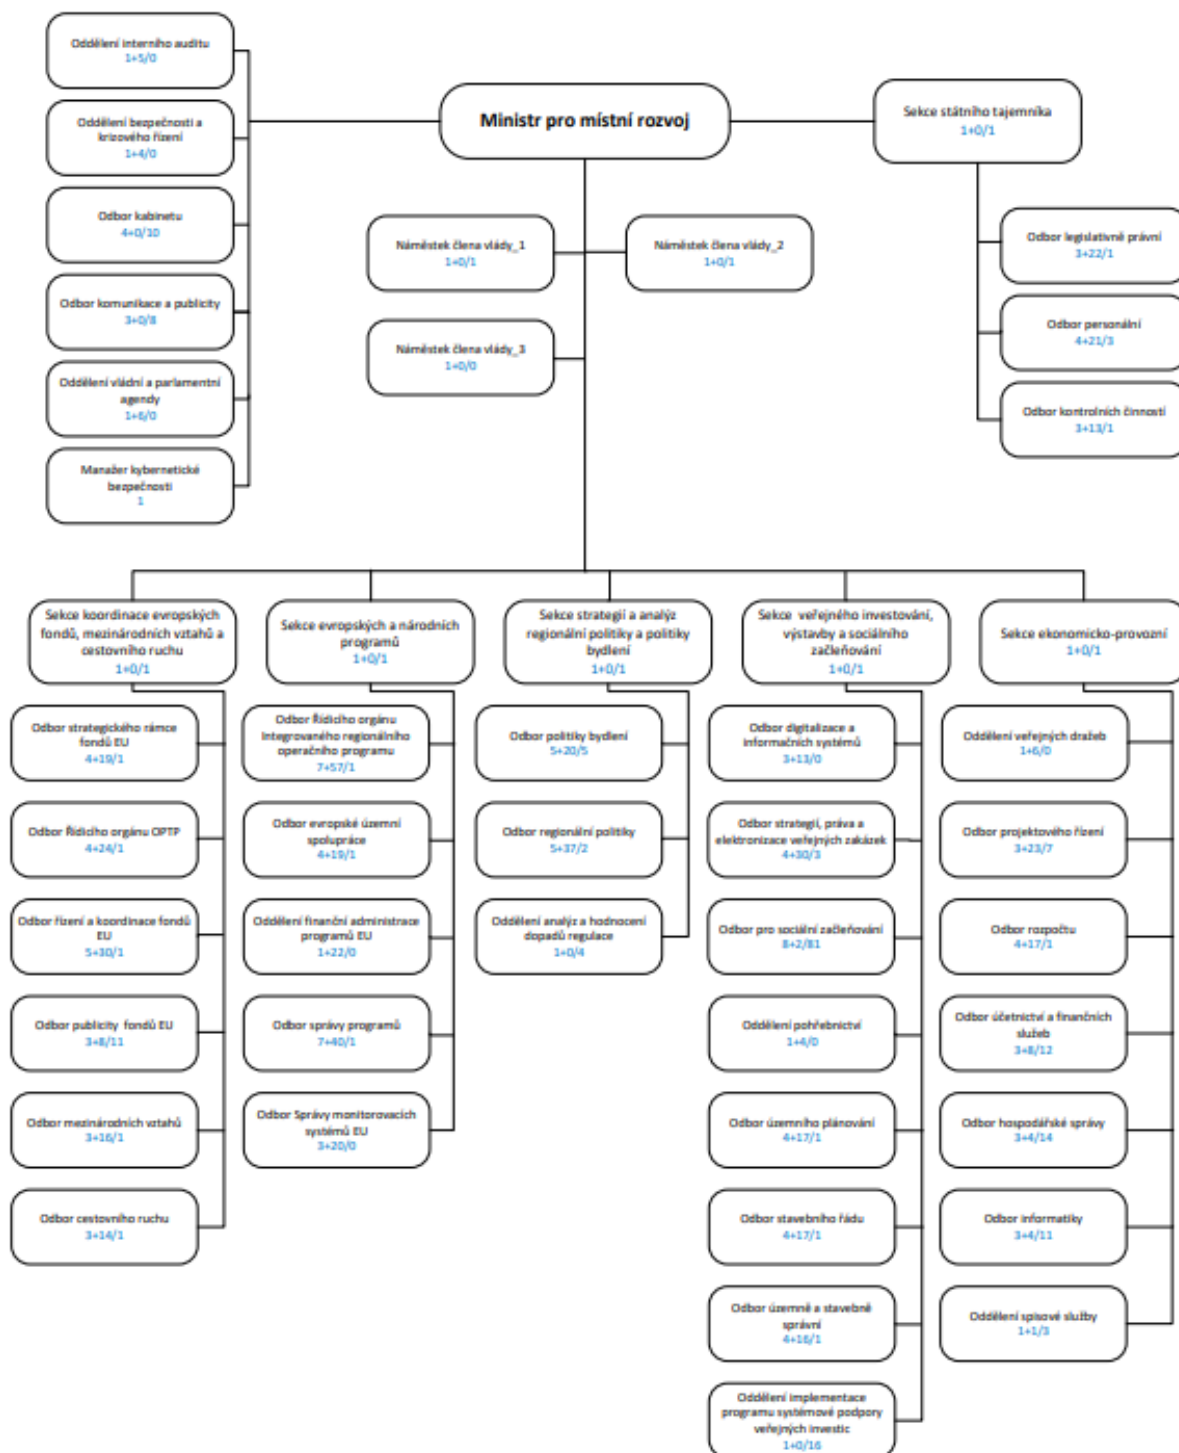 Oddělení interního auditu
1+5/0
Oddělení bezpečnosti a
krizového řízení
1+4/0
Odbor kabinetu
4+0/10
Odbor komunikace a publicity
3+0/8
Oddělení vládní a parlamentní
agendy
1+6/0
Manažer kybernetické
bezpečnosti
1
Ministr pro místní rozvoj
Náměstek člena vlády_1
1+0/1
Náměstek člena vlády_2
1+0/1
Náměstek člena vlády_3
1+0/0
Sekce státního tajemníka
1+0/1
Odbor legislativně právní
3+22/1
Odbor personální
4+21/3
Odbor kontrolních činností
3+13/1
Sekce koordinace evropských
fondů, mezinárodních vztahů a
cestovního ruchu
1+0/1
Odbor strategického rámce
fondů EU
4+19/1
Odbor Řídicího orgánu OPTP
4+24/1
Odbor řízení a koordinace fondů
EU
5+30/1
Odbor publicity fondů EU
3+8/11
Odbor mezinárodních vztahů
3+16/1
Odbor cestovního ruchu
3+14/1
Sekce evropských a národních
programů
1+0/1
Odbor Řídicího orgánu
Integrovaného regionálního
operačního programu
7+57/1
Odbor evropské územní
spolupráce
4+19/1
Oddělení finanční administrace
programů EU
1+22/0
Odbor správy programů
7+40/1
Odbor Správy monitorovacích
systémů EU
3+20/0
Sekce strategií a analýz
regionální politiky a politiky
bydlení
1+0/1
Odbor politiky bydlení
5+20/5
Odbor regionální politiky
5+37/2
Oddělení analýz a hodnocení
dopadů regulace
1+0/4
Sekce veřejného investování,
výstavby a sociálního
začleňování
1+0/1
Odbor digitalizace a
informačních systémů
3+13/0
Odbor strategií, práva a
elektronizace veřejných zakázek
4+30/3
Odbor pro sociální začleňování
8+2/81
Oddělení pohřebnictví
1+4/0
Odbor územního plánování
4+17/1
Odbor stavebního řádu
4+17/1
Odbor územně a stavebně
správní
4+16/1
Oddělení implementace
programu systémové podpory
veřejných investic
1+0/16
Sekce ekonomicko-provozní
1+0/1
Oddělení veřejných dražeb
1+6/0
Odbor projektového řízení
3+23/7
Odbor rozpočtu
4+17/1
Odbor účetnictví a finančních
služeb
3+8/12
Odbor hospodářské správy
3+4/14
Odbor informatiky
3+4/11
Oddělení spisové služby
1+1/3